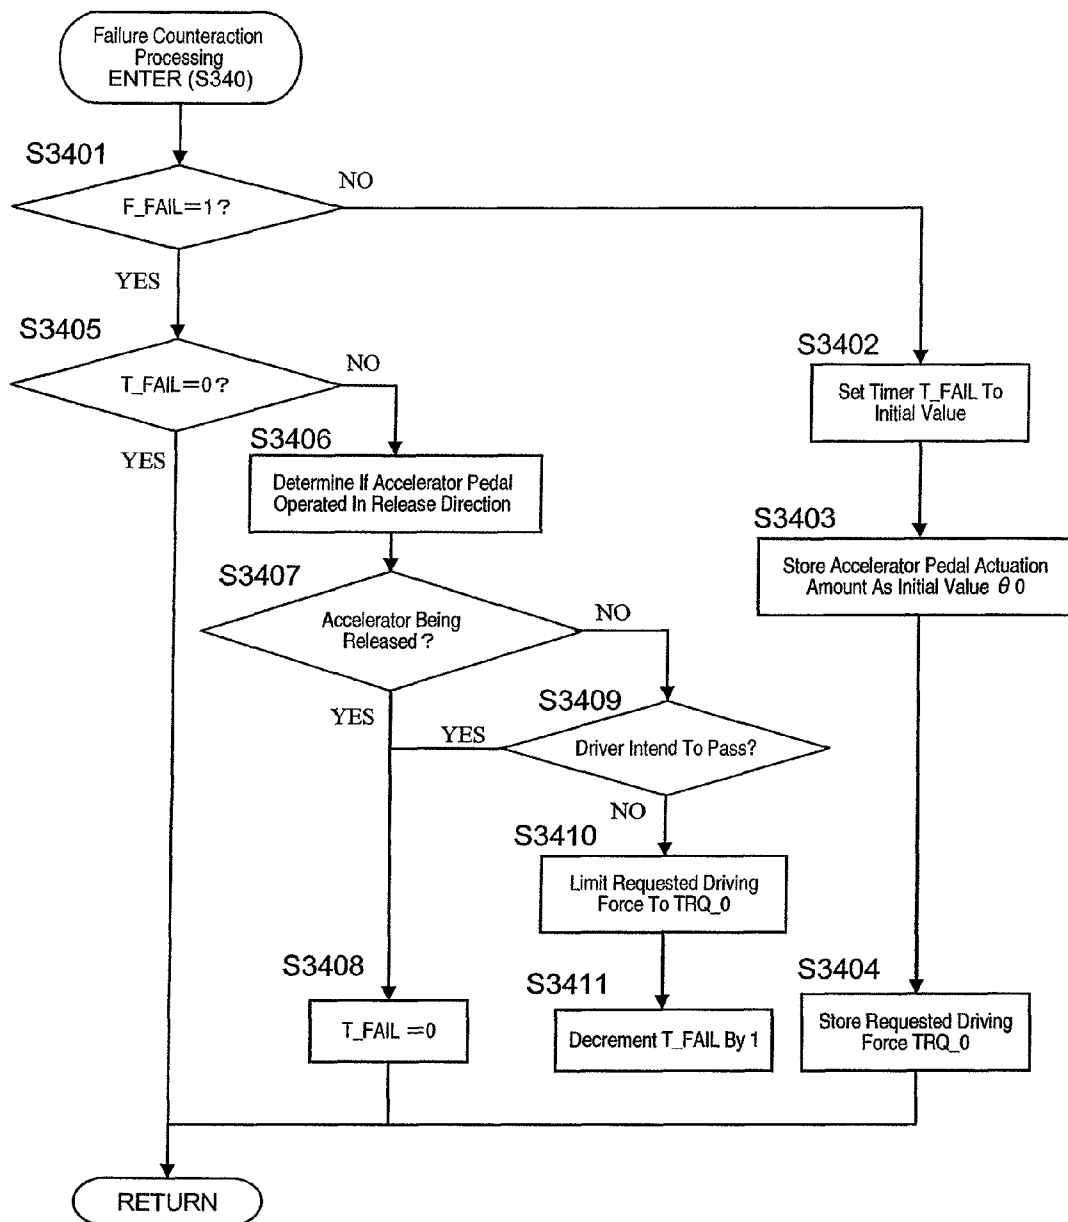 Failure Counteraction
Processing
ENTER (S340)
S3401
F_FAIL=1?
NO
YES
S3405
T_FAIL=0?
NO
YES
S3402
Set Timer T_FAIL To
Initial Value
S3406
Determine If Accelerator Pedal
Operated In Release Direction
S3403
Store Accelerator Pedal Actuation
Amount As Initial Value θ0
S3407
Accelerator Being
Released?
NO
YES
S3409
Driver Intend To Pass?
YES
NO
S3410
Limit Requested Driving
Force To TRQ_0
S3408
T_FAIL=0
S3411
Decrement T_FAIL By 1
S3404
Store Requested Driving
Force TRQ_0
RETURN